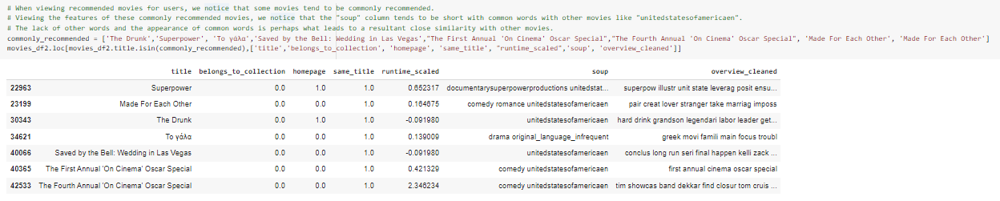 # When viewing recommended movies for users, we notice that some movies tend to be commonly recommended.
# Viewing the features of these commonly recommended movies, we notice that the "soup" column tends to be short with common words with other movies like "unitedstatesofamericaen".
# The lack of other words and the appearance of common words is perhaps what leads to a resultant close similarity with other movies.
commonly_recommended = ['The Drunk','Superpower', 'Το γάλα','Saved by the Bell: Wedding in Las Vegas',"The First Annual 'On Cinema' Oscar Special","The Fourth Annual 'On Cinema' Oscar Special", 'Made For Each Other', 'Made For Each Other']
movies_df2.loc[movies_df2.title.isin(commonly_recommended),['title','belongs_to_collection', 'homepage', 'same_title', "runtime_scaled",'soup', 'overview_cleaned']]
title belongs_to_collection homepage same_title runtime_scaled soup overview_cleaned
22963 Superpower 0.0 1.0 1.0 0.652317 documentarysuperpowerproductions unitedstat... superpow illustr unit state leverag posit ensu...
23199 Made For Each Other 0.0 0.0 1.0 0.164675 comedy romance unitedstatesofamericaen pair creat lover stranger take marriag imposs
30343 The Drunk 0.0 1.0 1.0 -0.091980 unitedstatesofamericaen hard drink grandson legendari labor leader get...
34621 Το γάλα 0.0 0.0 1.0 0.139009 drama original_language_infrequent greek movi famili main focus troubl
40066 Saved by the Bell: Wedding in Las Vegas 0.0 0.0 1.0 -0.091980 unitedstatesofamericaen conclus long run seri final happen kelli zack ...
40365 The First Annual 'On Cinema' Oscar Special 0.0 0.0 1.0 0.421329 comedy unitedstatesofamericaen first annual cinema oscar special
42533 The Fourth Annual 'On Cinema' Oscar Special 0.0 0.0 1.0 2.346234 comedy unitedstatesofamericaen tim showcas band dekkar find closur tom cruis ...